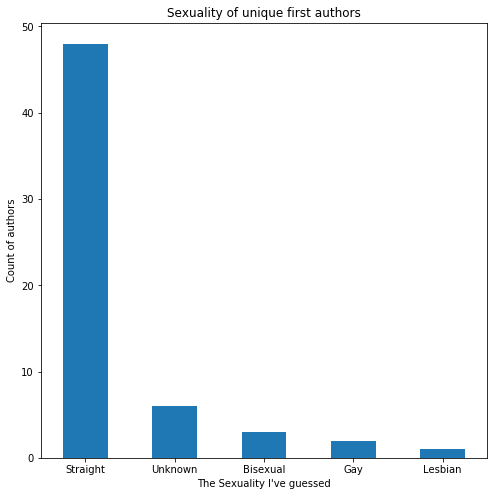 Sexuality of unique first authors
50
40
30
20
10
0
Count of authors
Straight Unknown Bisexual Gay Lesbian
The Sexuality I've guessed